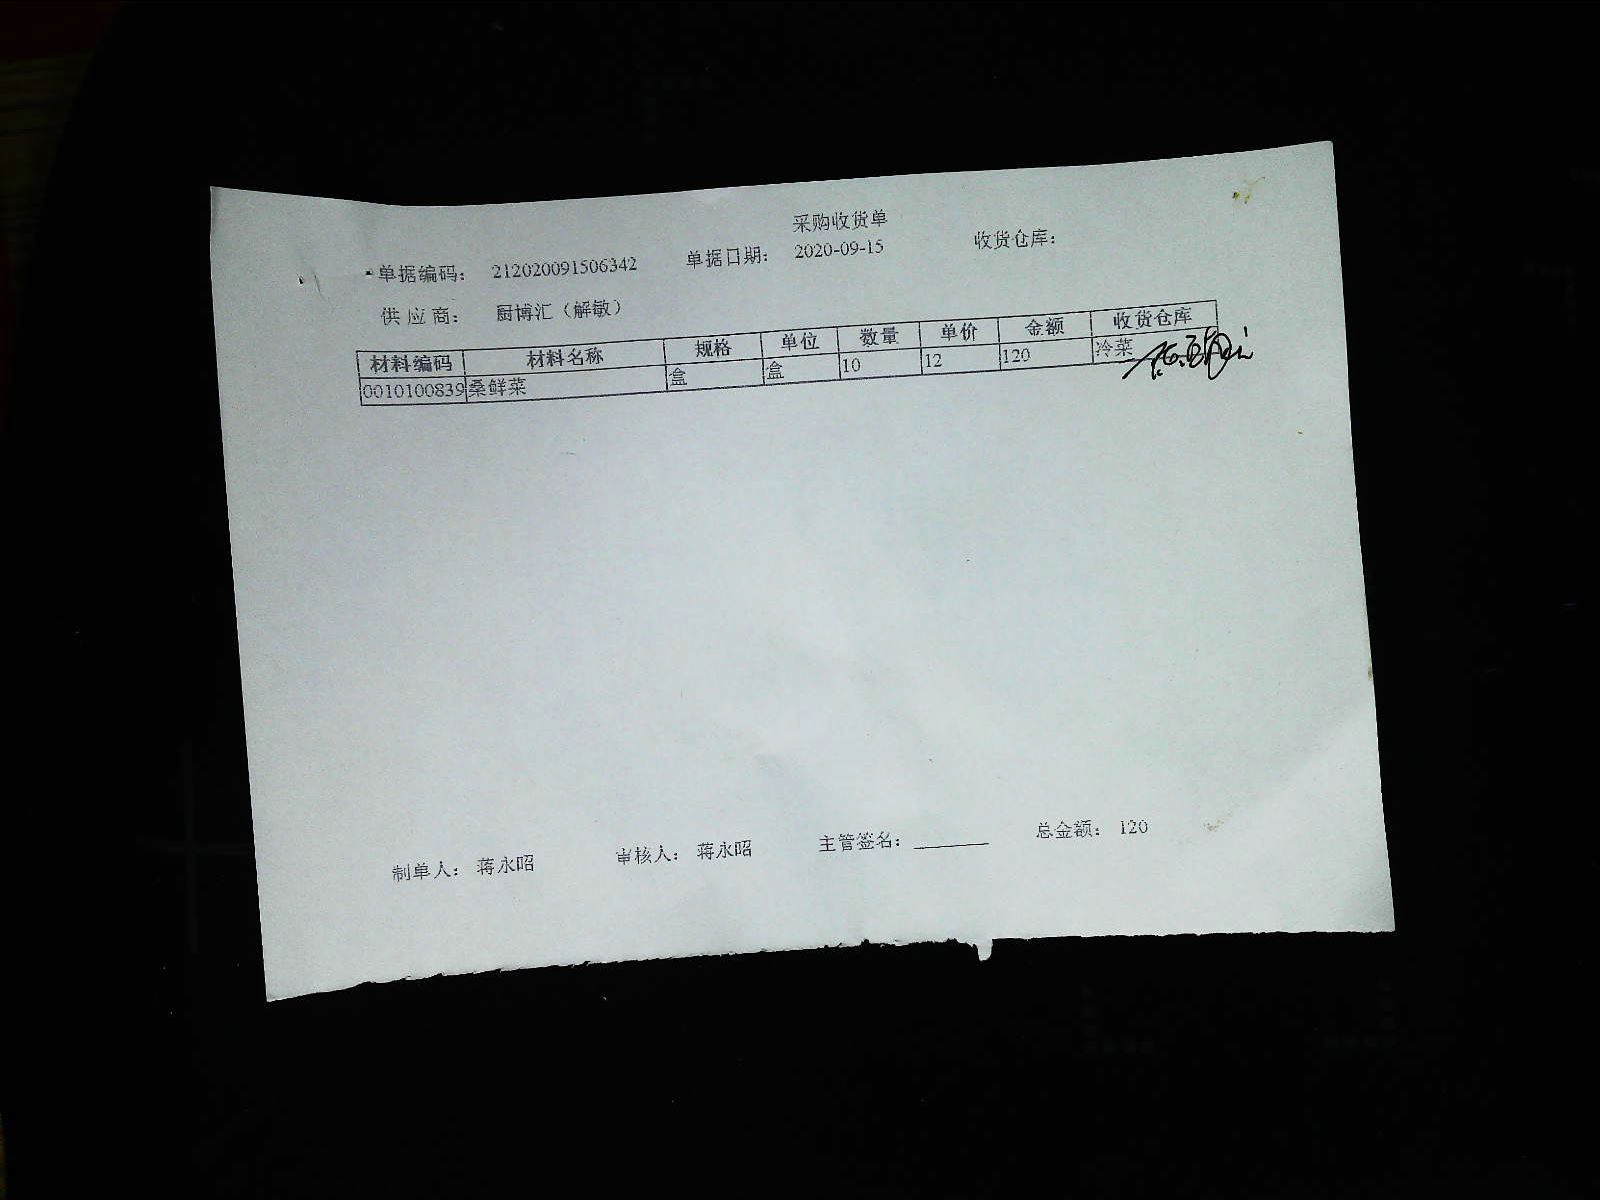 采购收货单
单据编码： 212020091506342 单据日期： 2020-09-15 收货仓库：
供 应 商： 厨博汇（解敏）
材料编码 材料名称 规格 单位 数量 单价 金额 收货仓库
0010100839 桑鲜菜 盒 盒 10 12 120 冷菜
制单人： 蒋永昭 审核人： 蒋永昭 主管签名： 总金额： 120